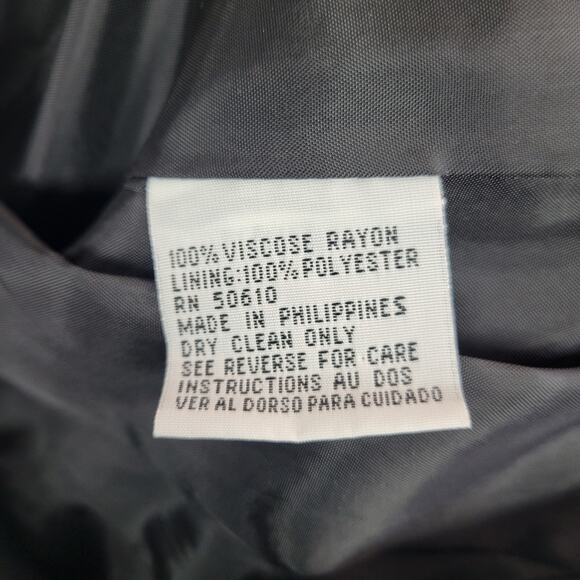 100% VISCOSE RAYON
LINING:100% POLYESTER
RN 50610
MADE IN PHILIPPINES
DRY CLEAN ONLY
SEE REVERSE FOR CARE
INSTRUCTIONS AU DOS
VER AL DORSO PARA CUIDADO